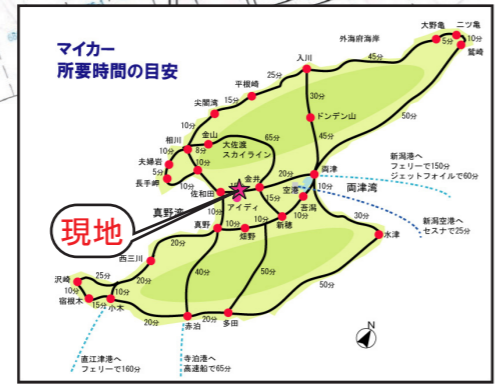 マイカー
所要時間の目安
大野亀
二ツ亀
5分
10分
鷲崎
外海府海岸
入川
45分
25分
平根崎
15分
尖閣湾
30分
ドンデン山
50分
10分
相川
金山
8分
大佐渡
スカイライン
65分
45分
夫婦岩
10分
5分
長手岬
10分
10分
佐和田
金井
20分
両津
新潟港へ
フェリーで150分
ジェットフォイルで60分
現地
真野湾
アイディ
15分
空港
10分
吾潟
両津湾
新潟空港へ
セスナで25分
10分
真野
10分
畑野
10分
新穂
30分
水津
20分
西三川
沢崎
25分
10分
宿根木
15分
小木
10分
20分
40分
50分
50分
20分
赤泊
20分
多田
N
直江津港へ
フェリーで160分
寺泊港へ
高速船で65分